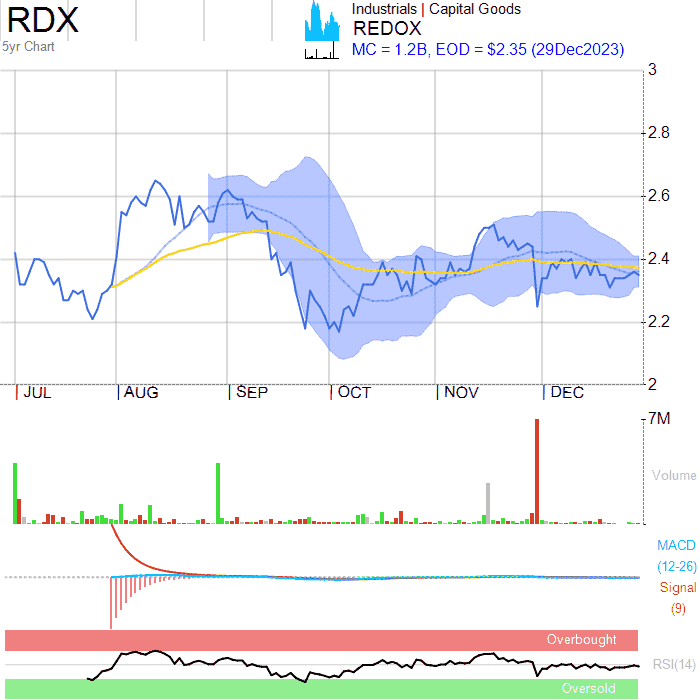 RDX
5yr Chart
Industrials | Capital Goods
REDOX
MC = 1.2B, EOD = $2.35 (29Dec2023)
3
2.8
2.6
2.4
2.2
2
JUL AUG SEP OCT NOV DEC
7M
Volume
MACD
(12-26)
Signal
(9)
Overbought
RSI(14)
Oversold